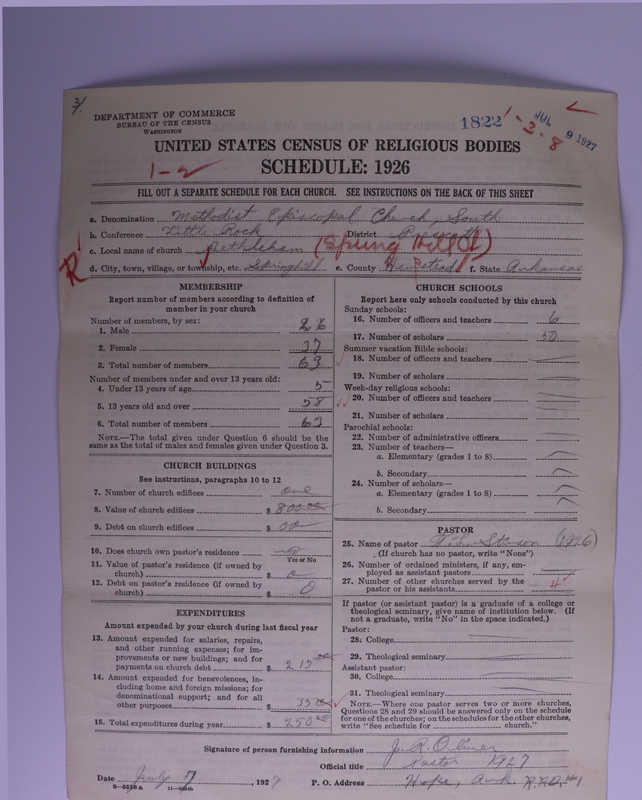 3/.
DEPARTMENT OF COMMERCE
BUREAU OF THE CENSUS
WASHINGTON
1822 1-3-8 JUL 9 1927
UNITED STATES CENSUS OF RELIGIOUS BODIES
1-2 SCHEDULE: 1926
FILL OUT A SEPARATE SCHEDULE FOR EACH CHURCH. SEE INSTRUCTIONS ON THE BACK OF THIS SHEET
a. Denomination Methodist Episcopal Church, South
b. Conference Little Rock District Prescott
c. Local name of church Bethlehem (Spring Hill Ct)
R d. City, town, village, or township, etc. Springhill e. County Hempstead f. State Arkansas
MEMBERSHIP
Report number of members according to definition of
member in your church
Number of members, by sex:
1. Male 26
2. Female 37
3. Total number of members 63
Number of members under and over 13 years old:
4. Under 13 years of age 5
5. 13 years old and over 58
6. Total number of members 63
NOTE.—The total given under Question 6 should be the
same as the total of males and females given under Question 3.
CHURCH BUILDINGS
See instructions, paragraphs 10 to 12
7. Number of church edifices one
8. Value of church edifices $ 800 00
9. Debt on church edifices $ 00
10. Does church own pastor's residence no
Yes or No
11. Value of pastor's residence (if owned by
church) $ 0
12. Debt on pastor's residence (if owned by
church) $ 0
EXPENDITURES
Amount expended by your church during last fiscal year
13. Amount expended for salaries, repairs,
and other running expenses; for im-
provements or new buildings; and for
payments on church debt $ 215 00
14. Amount expended for benevolences, in-
cluding home and foreign missions; for
denominational support; and for all
other purposes $ 35 00
15. Total expenditures during year $ 250 00
CHURCH SCHOOLS
Report here only schools conducted by this church
Sunday schools:
16. Number of officers and teachers 6
17. Number of scholars 50
Summer vacation Bible schools:
18. Number of officers and teachers
19. Number of scholars
Week-day religious schools:
20. Number of officers and teachers
21. Number of scholars
Parochial schools:
22. Number of administrative officers
23. Number of teachers—
a. Elementary (grades 1 to 8)
b. Secondary
24. Number of scholars—
a. Elementary (grades 1 to 8)
b. Secondary
PASTOR
25. Name of pastor (1926)
(If church has no pastor, write "None")
26. Number of ordained ministers, if any, em-
ployed as assistant pastors
27. Number of other churches served by the
pastor or his assistants 4
If pastor (or assistant pastor) is a graduate of a college or
theological seminary, give name of institution below. (If
not a graduate, write "No" in the space indicated.)
Pastor:
28. College
29. Theological seminary
Assistant pastor:
30. College
31. Theological seminary
NOTE.—Where one pastor serves two or more churches,
Questions 28 and 29 should be answered only on the schedule
for one of the churches; on the schedules for the other churches,
write "See schedule for church."
Signature of person furnishing information J. R.
Official title Pastor 1927
Date July 7, 1927 P. O. Address Hope, Ark R.F.D. #1